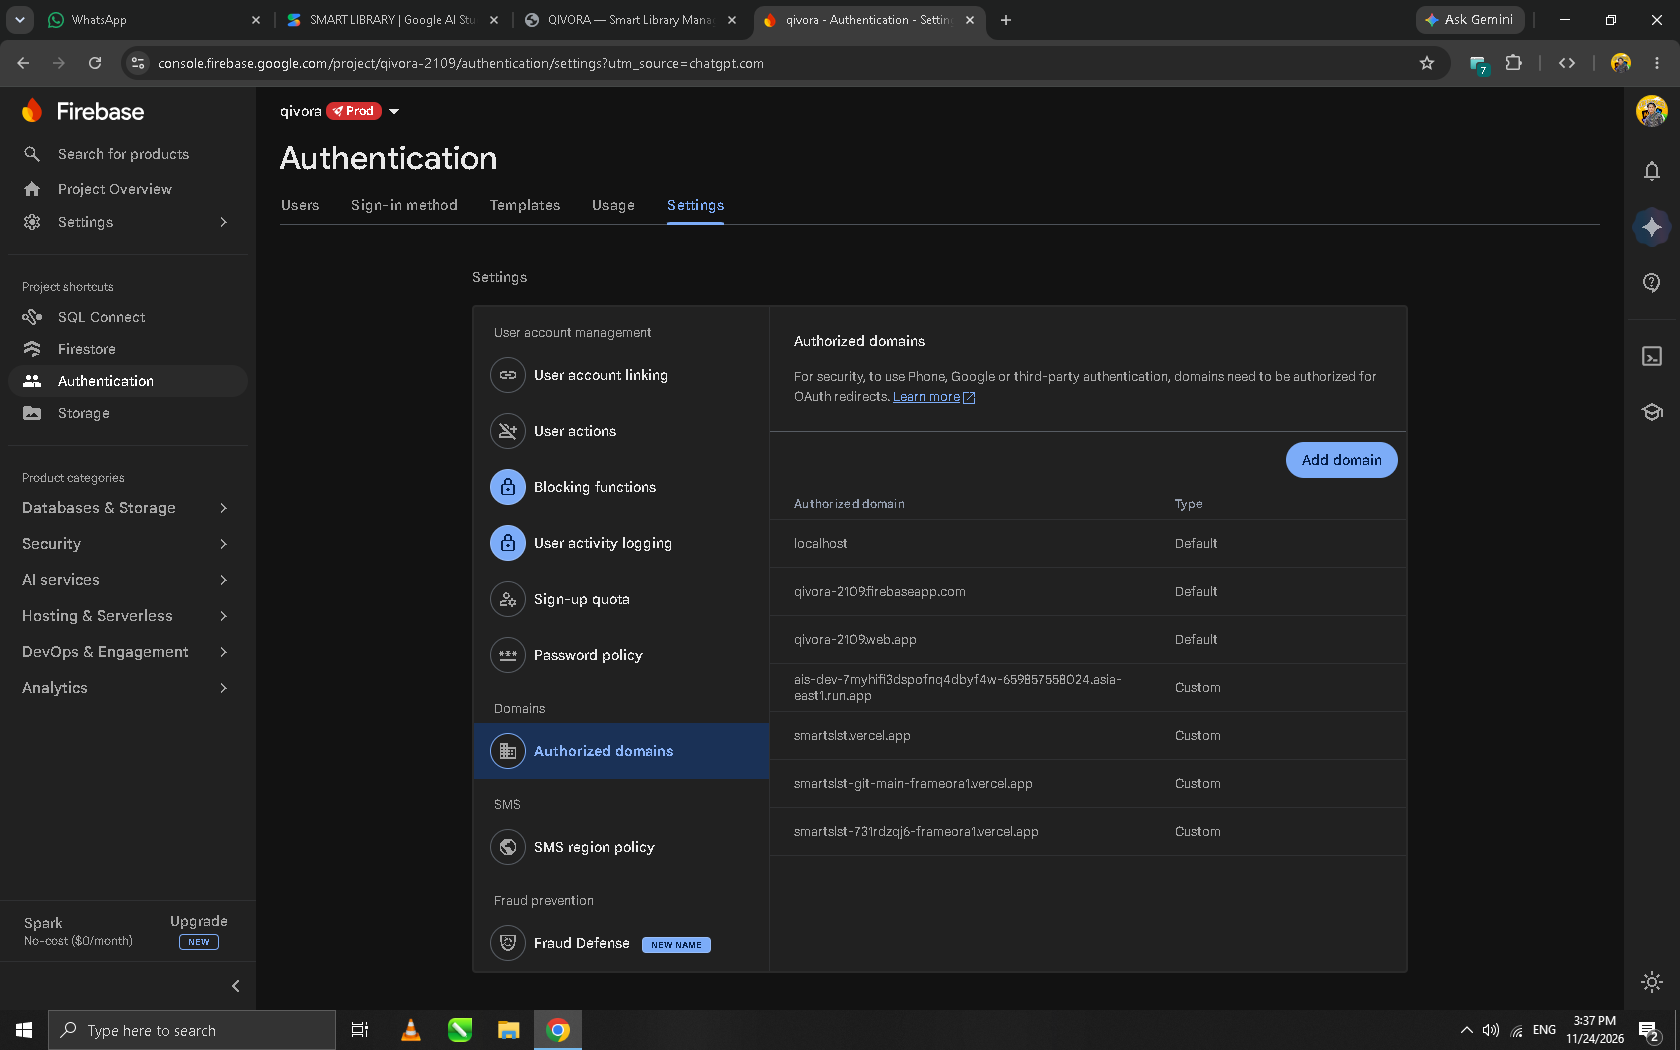 WhatsApp
SMART LIBRARY | Google AI Stu
QIVORA — Smart Library Mana
qivora - Authentication - Settin
Ask Gemini
console.firebase.google.com/project/qivora-2109/authentication/settings?utm_source=chatgpt.com
7
Firebase
Search for products
Project Overview
Settings
Project shortcuts
SQL Connect
Firestore
Authentication
Storage
Product categories
Databases & Storage
Security
AI services
Hosting & Serverless
DevOps & Engagement
Analytics
Spark
No-cost ($0/month)
Upgrade
NEW
qivora Prod
Authentication
Users Sign-in method Templates Usage Settings
Settings
User account management
User account linking
User actions
Blocking functions
User activity logging
Sign-up quota
Password policy
Domains
Authorized domains
SMS
SMS region policy
Fraud prevention
Fraud Defense NEW NAME
Authorized domains
For security, to use Phone, Google or third-party authentication, domains need to be authorized for
OAuth redirects. Learn more
Add domain
Authorized domain Type
localhost Default
qivora-2109.firebaseapp.com Default
qivora-2109.web.app Default
ais-dev-7myhifi3dspofnq4dbyf4w-659857558024.asia-
east1.run.app Custom
smartslst.vercel.app Custom
smartslst-git-main-frameora1.vercel.app Custom
smartslst-731rdzqj6-frameora1.vercel.app Custom
Type here to search
ENG
3:37 PM
11/24/2026
2